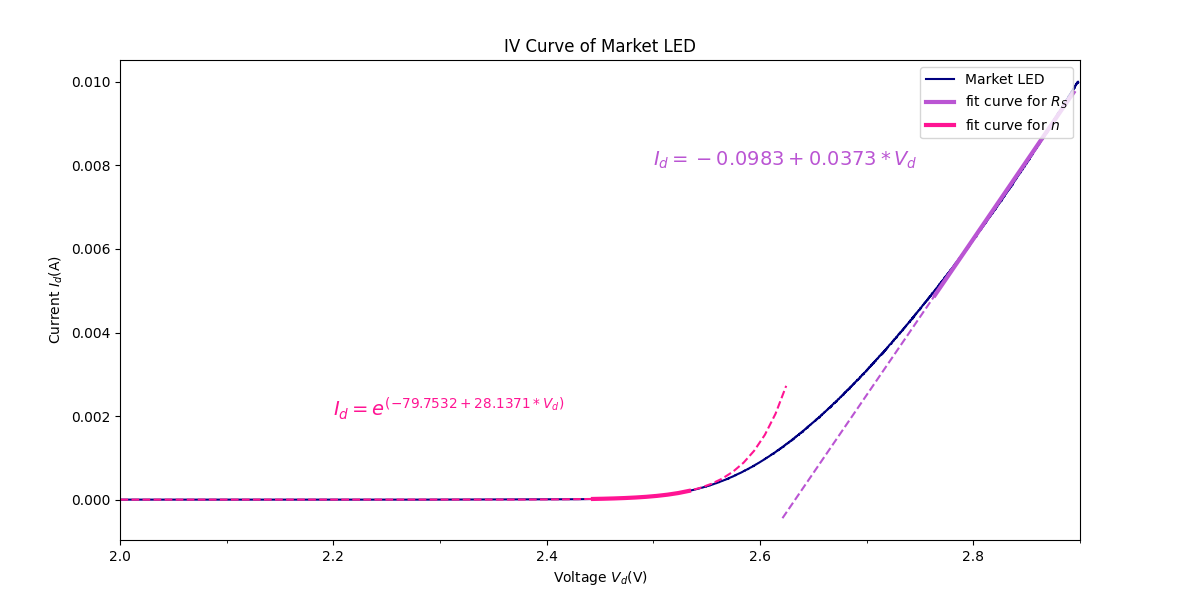 IV Curve of Market LED
0.010
0.008
0.006
0.004
0.002
0.000
Current I_d(A)
Market LED
fit curve for R_S
fit curve for n
I_d = −0.0983 + 0.0373 * V_d
I_d = e^(−79.7532 + 28.1371 * V_d)
2.0 2.2 2.4 2.6 2.8
Voltage V_d(V)